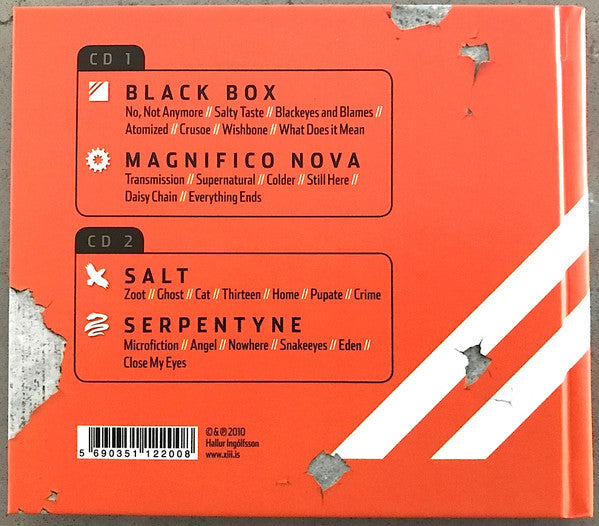 CD 1
BLACK BOX
No, Not Anymore // Salty Taste // Blackeyes and Blames //
Atomized // Crusoe // Wishbone // What Does it Mean
MAGNIFICO NOVA
Transmission // Supernatural // Colder // Still Here //
Daisy Chain // Everything Ends
CD 2
SALT
Zoot // Ghost // Cat // Thirteen // Home // Pupate // Crime
SERPENTYNE
Microfiction // Angel // Nowhere // Snakeeyes // Eden //
Close My Eyes
5 690351 122008
©&℗2010
Hallur Ingólfsson
www.xiii.is